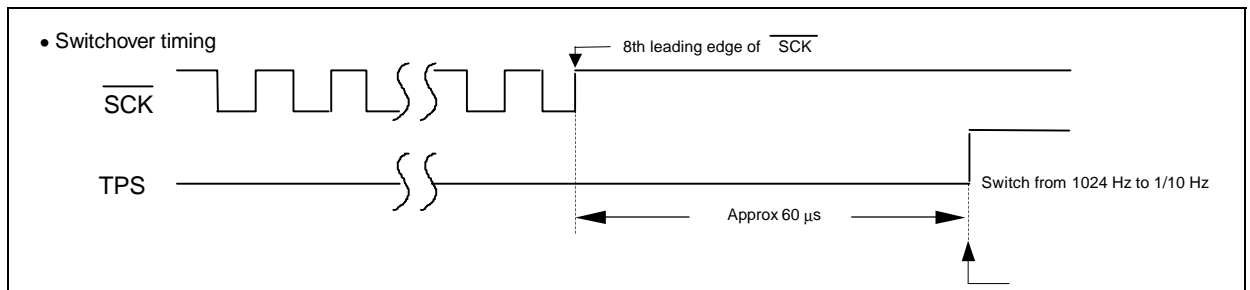 • Switchover timing
8th leading edge of SCK
SCK
TPS
Switch from 1024 Hz to 1/10 Hz
Approx 60 μs